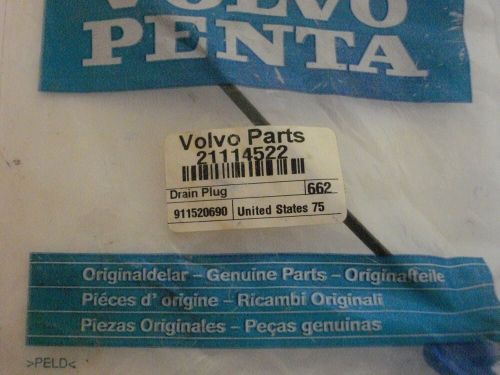 VOLVO
PENTA
Volvo Parts
21114522
Drain Plug 662
911520690 United States 75
Originaldelar – Genuine Parts – Originalteile
Piéces d' origine – Ricambi Originali
Piezas Originales – Peças genuinas
>PELD<